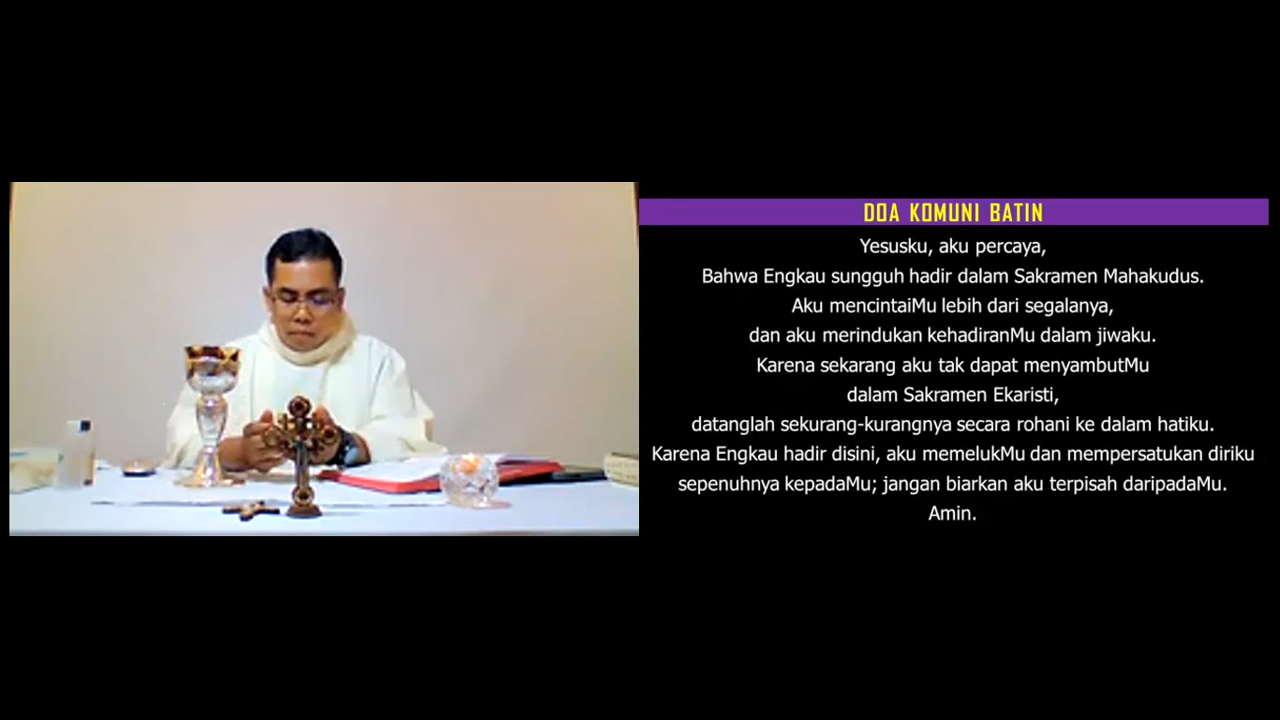 DOA KOMUNI BATIN
Yesusku, aku percaya,
Bahwa Engkau sungguh hadir dalam Sakramen Mahakudus.
Aku mencintaiMu lebih dari segalanya,
dan aku merindukan kehadiranMu dalam jiwaku.
Karena sekarang aku tak dapat menyambutMu
dalam Sakramen Ekaristi,
datanglah sekurang-kurangnya secara rohani ke dalam hatiku.
Karena Engkau hadir disini, aku memelukMu dan mempersatukan diriku
sepenuhnya kepadaMu; jangan biarkan aku terpisah daripadaMu.
Amin.